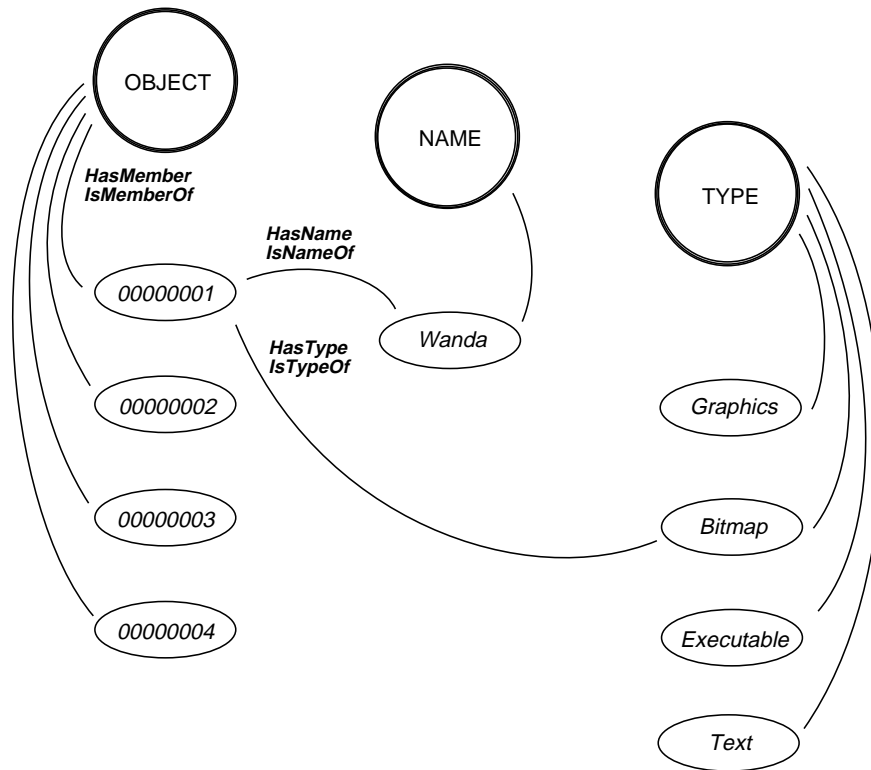 OBJECT
NAME
TYPE
HasMember
IsMemberOf
HasName
IsNameOf
00000001
Wanda
HasType
IsTypeOf
00000002
Graphics
00000003
Bitmap
00000004
Executable
Text